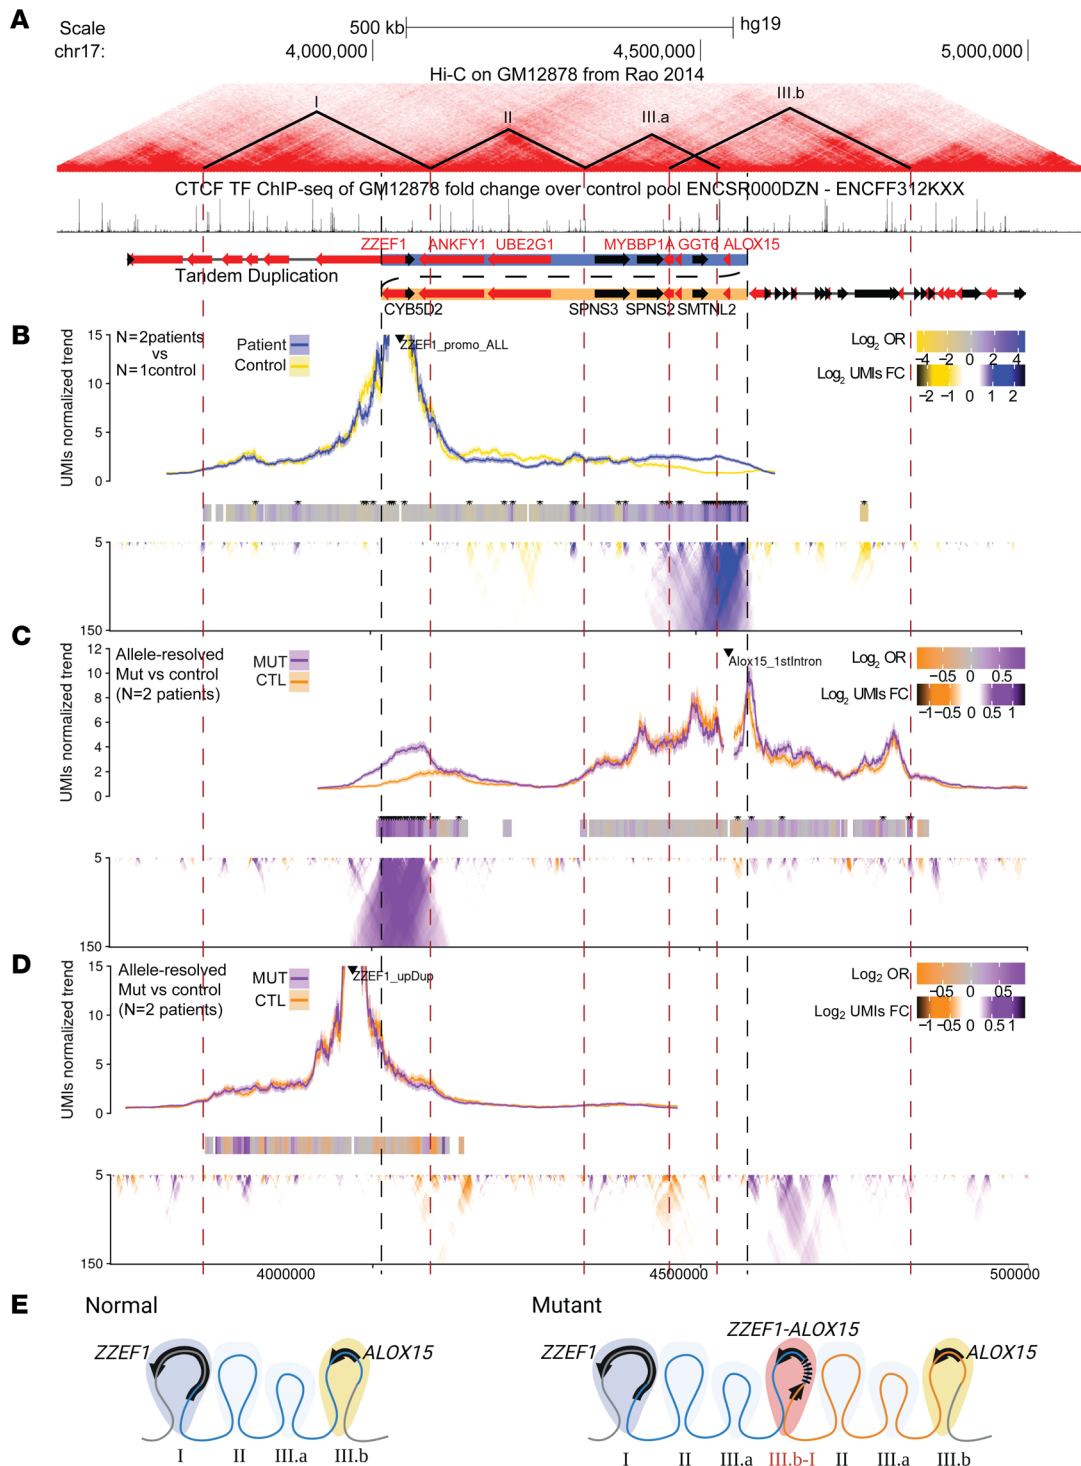 A
Scale
500 kb
hg19
chr17:
4,000,000
4,500,000
5,000,000
Hi-C on GM12878 from Rao 2014
I
II
III.a
III.b
CTCF TF ChIP-seq of GM12878 fold change over control pool ENCSR000DZN - ENCFF312KXX
ZZEF1
ANKFY1
UBE2G1
MYBBP1A
GGT6
ALOX15
Tandem Duplication
CYB5D2
SPNS3
SPNS2
SMTNL2
B
UMIs normalized trend
15
10
5
0
N=2patients
vs
N=1control
Patient
Control
ZZEF1_promo_ALL
Log2 OR
−4 −2 0 2 4
Log2 UMIs FC
−2 −1 0 1 2
5
150
C
UMIs normalized trend
12
10
8
6
4
2
0
Allele-resolved
Mut vs control
(N=2 patients)
MUT
CTL
Alox15_1stIntron
Log2 OR
−0.5 0 0.5
Log2 UMIs FC
−1 −0.5 0 0.5 1
5
150
D
UMIs normalized trend
15
10
5
0
Allele-resolved
Mut vs control
(N=2 patients)
MUT
CTL
ZZEF1_upDup
Log2 OR
−0.5 0 0.5
Log2 UMIs FC
−1 −0.5 0 0.5 1
5
150
4000000
4500000
500000
E
Normal
ZZEF1
ALOX15
I
II
III.a
III.b
Mutant
ZZEF1-ALOX15
ZZEF1
ALOX15
I
II
III.a
III.b-I
II
III.a
III.b